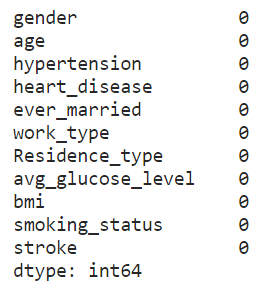 gender 0
age 0
hypertension 0
heart_disease 0
ever_married 0
work_type 0
Residence_type 0
avg_glucose_level 0
bmi 0
smoking_status 0
stroke 0
dtype: int64